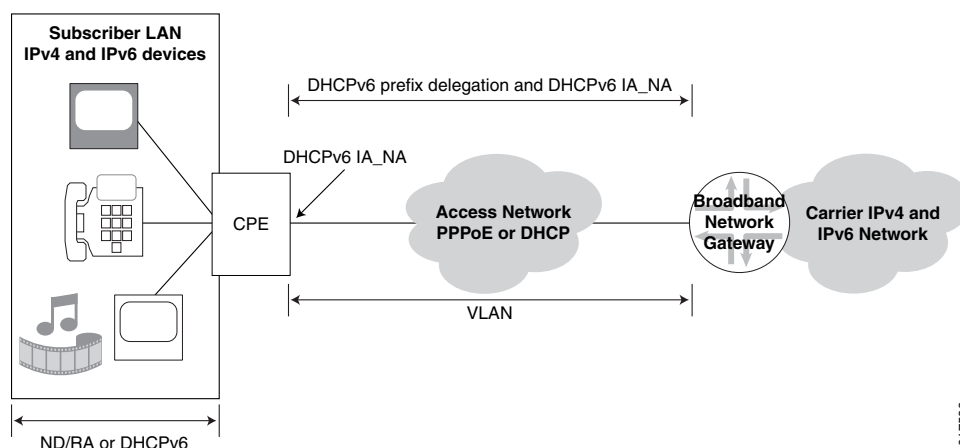 Subscriber LAN
IPv4 and IPv6 devices
DHCPv6 prefix delegation and DHCPv6 IA_NA
DHCPv6 IA_NA
CPE
Access Network
PPPoE or DHCP
Broadband
Network
Gateway
Carrier IPv4 and
IPv6 Network
VLAN
ND/RA or DHCPv6